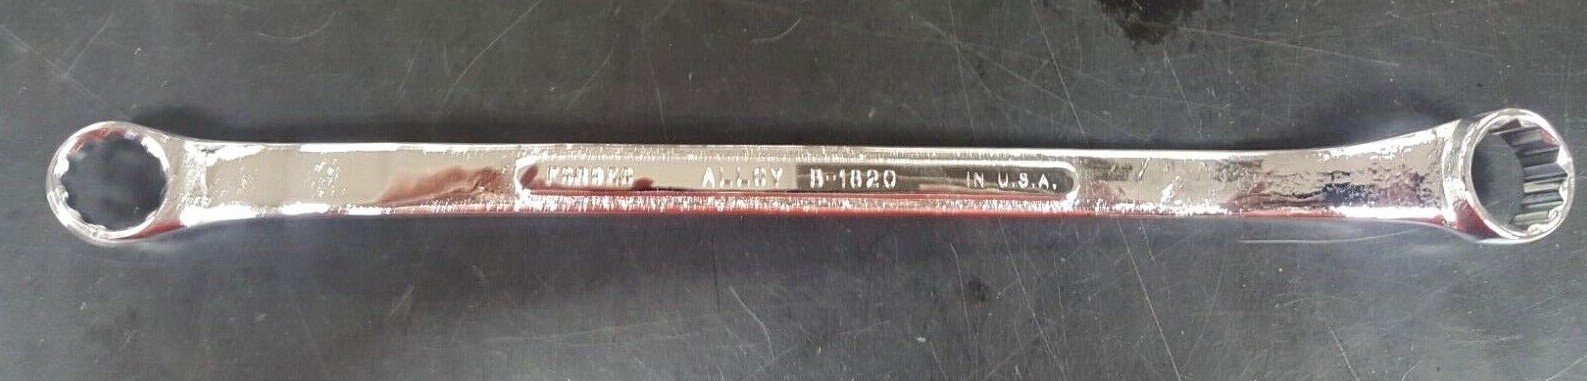 FORGED ALLOY B-1820 IN U.S.A.